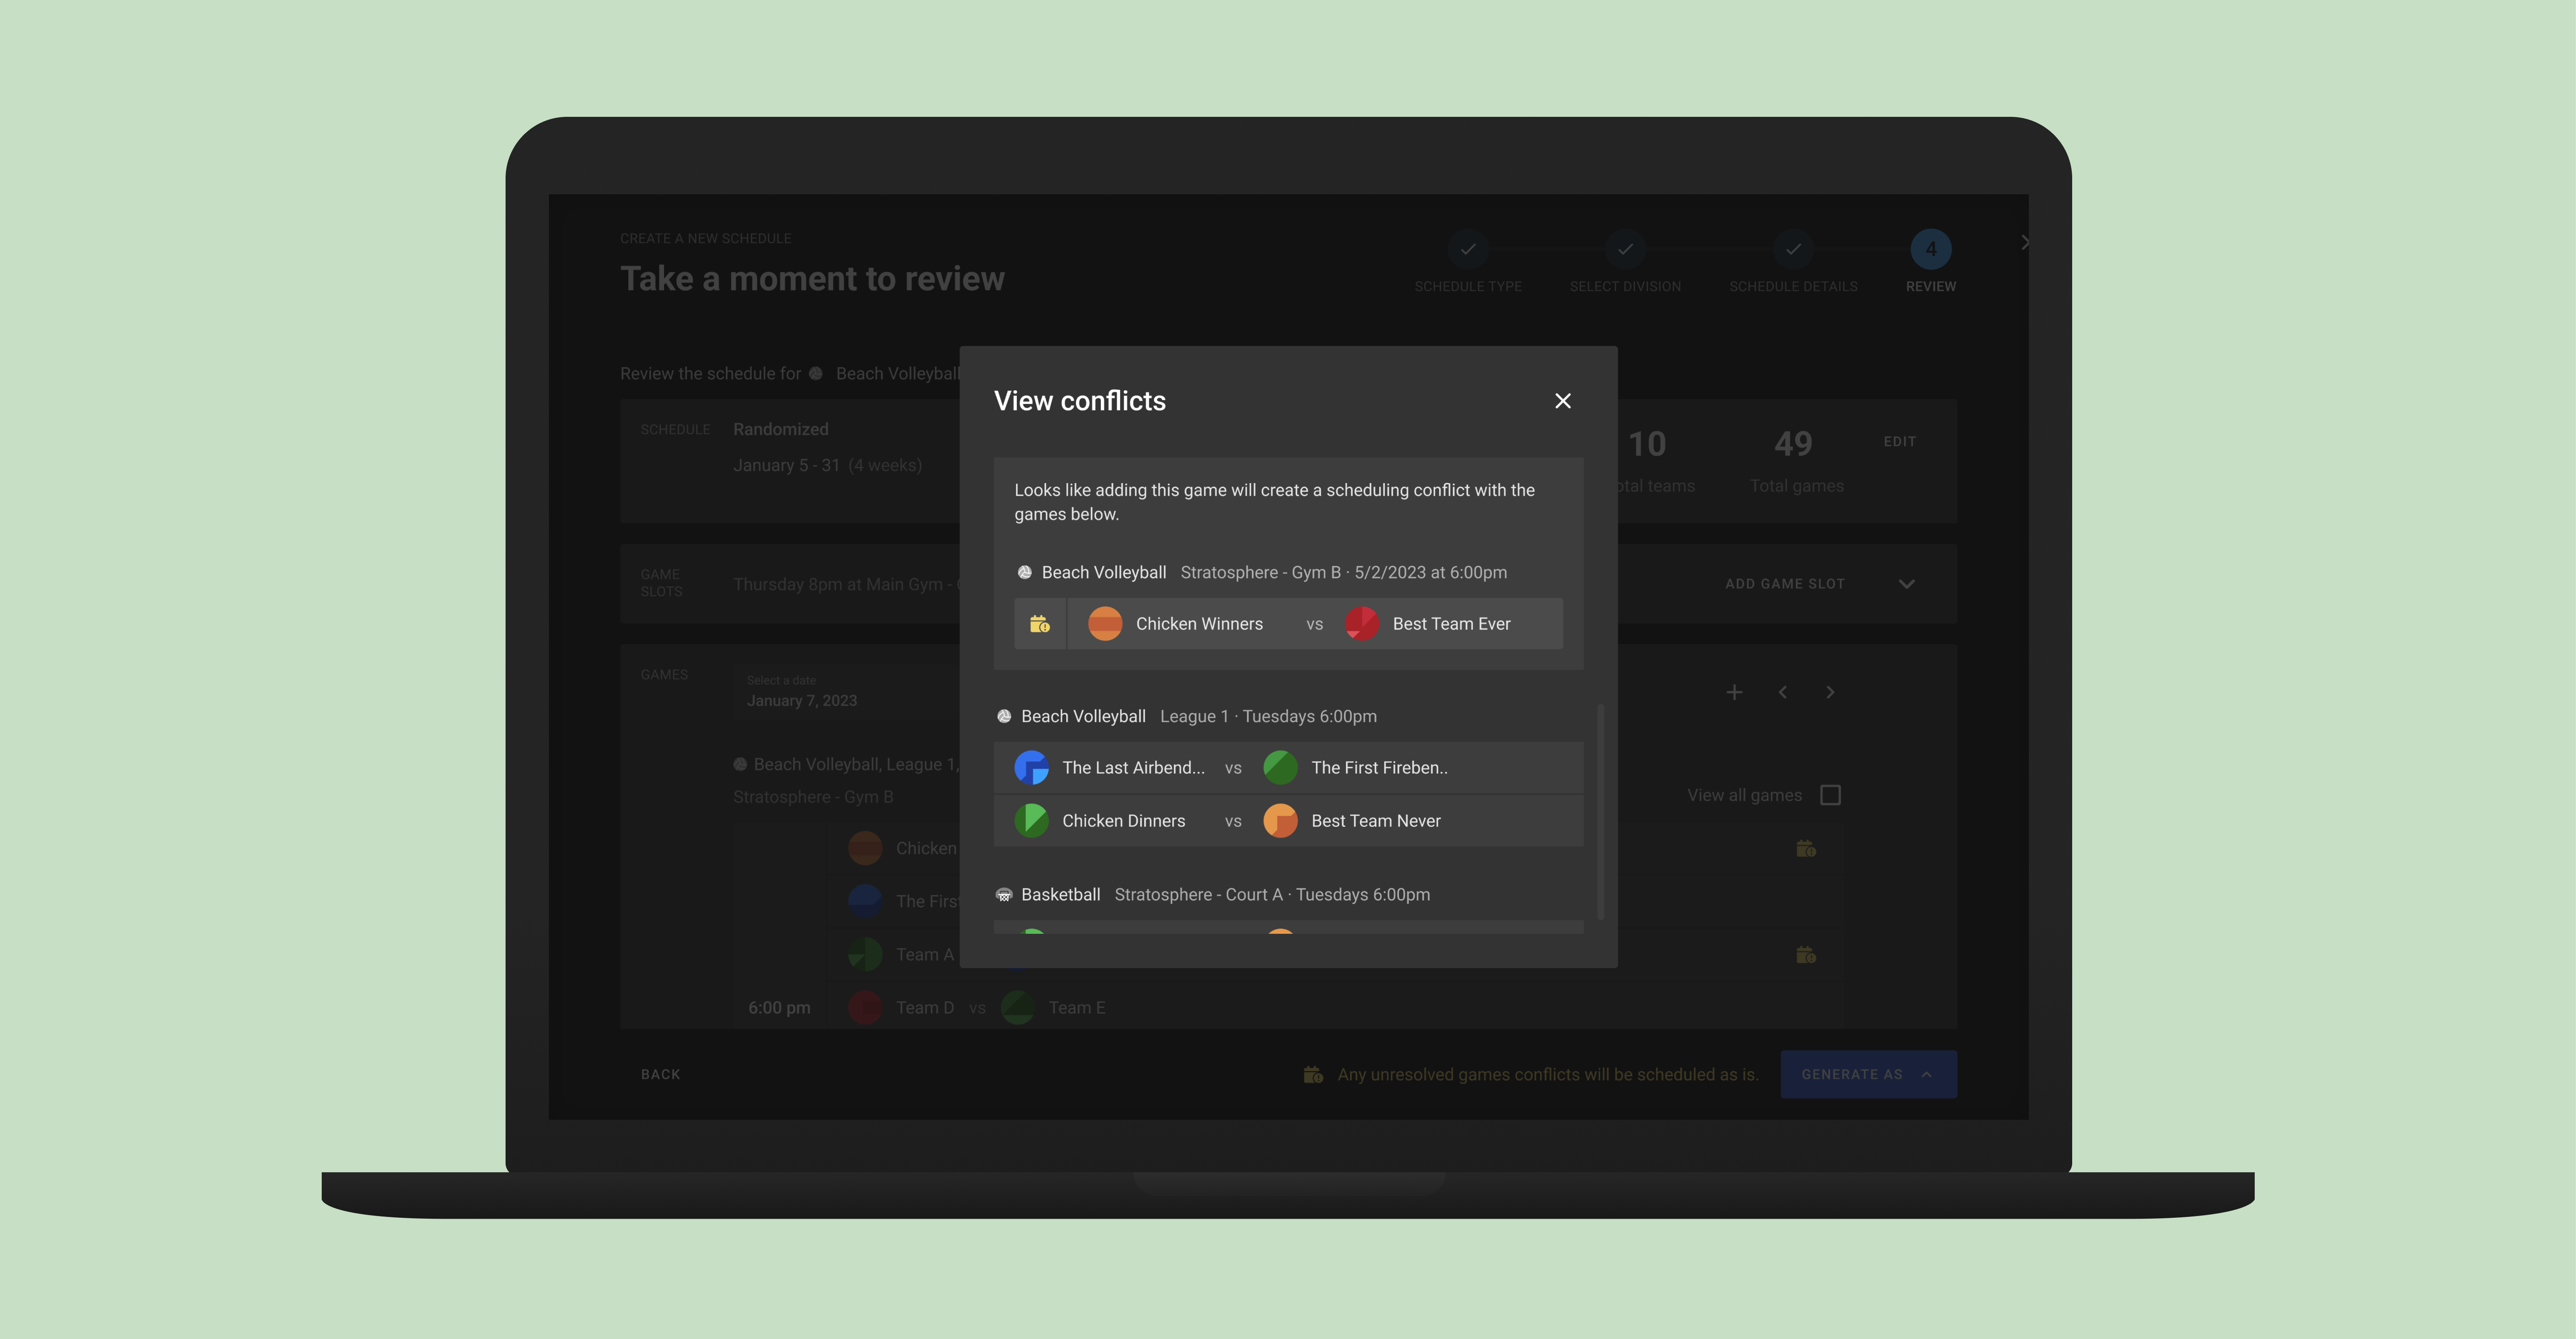 CREATE A NEW SCHEDULE
Take a moment to review
4
SCHEDULE TYPE
SELECT DIVISION
SCHEDULE DETAILS
REVIEW
Review the schedule for Beach Volleyball
SCHEDULE
Randomized
January 5 - 31 (4 weeks)
10
otal teams
49
Total games
EDIT
GAME
SLOTS
Thursday 8pm at Main Gym -
ADD GAME SLOT
GAMES
Select a date
January 7, 2023
Beach Volleyball, League 1,
Stratosphere - Gym B
View all games
Chicken
The First
Team A
6:00 pm
Team D vs Team E
View conflicts
Looks like adding this game will create a scheduling conflict with the
games below.
Beach Volleyball Stratosphere - Gym B · 5/2/2023 at 6:00pm
Chicken Winners vs Best Team Ever
Beach Volleyball League 1 · Tuesdays 6:00pm
The Last Airbend... vs The First Fireben..
Chicken Dinners vs Best Team Never
Basketball Stratosphere - Court A · Tuesdays 6:00pm
BACK
Any unresolved games conflicts will be scheduled as is.
GENERATE AS